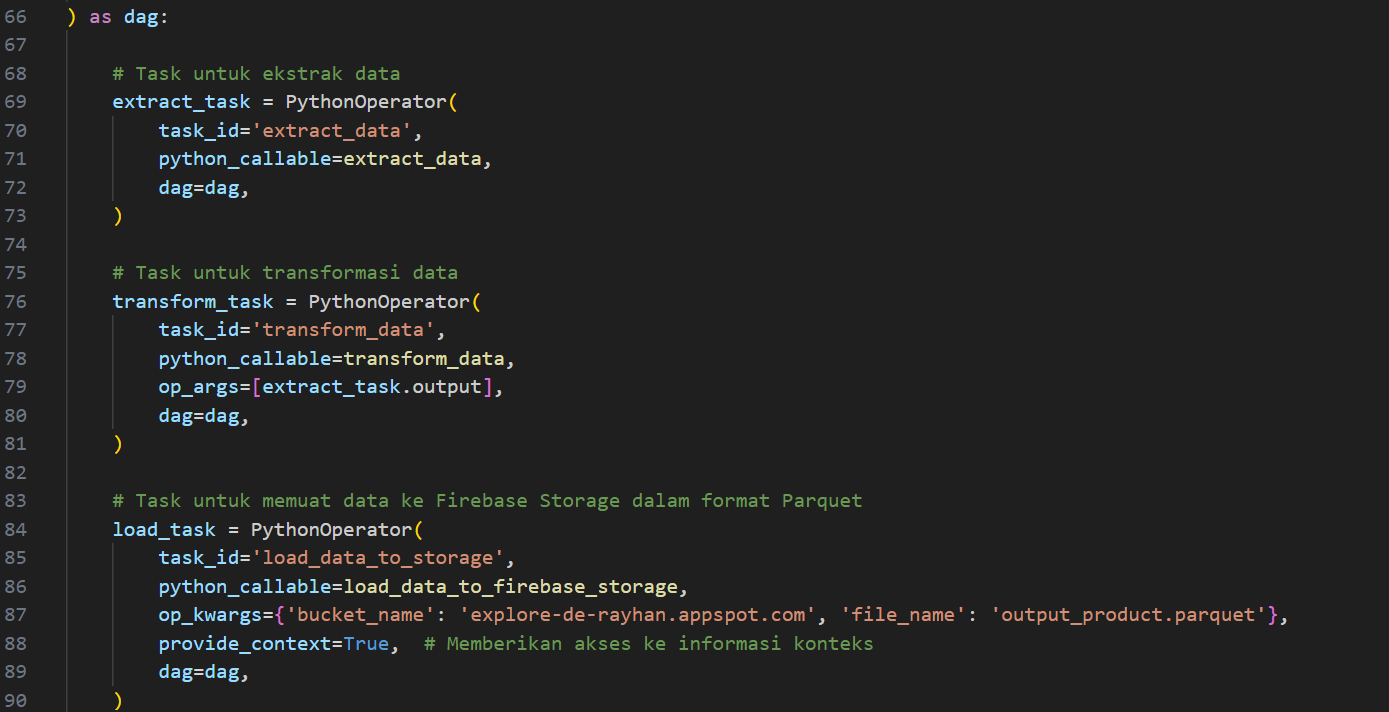 66 ) as dag:
67
68 # Task untuk ekstrak data
69 extract_task = PythonOperator(
70 task_id='extract_data',
71 python_callable=extract_data,
72 dag=dag,
73 )
74
75 # Task untuk transformasi data
76 transform_task = PythonOperator(
77 task_id='transform_data',
78 python_callable=transform_data,
79 op_args=[extract_task.output],
80 dag=dag,
81 )
82
83 # Task untuk memuat data ke Firebase Storage dalam format Parquet
84 load_task = PythonOperator(
85 task_id='load_data_to_storage',
86 python_callable=load_data_to_firebase_storage,
87 op_kwargs={'bucket_name': 'explore-de-rayhan.appspot.com', 'file_name': 'output_product.parquet'},
88 provide_context=True,  # Memberikan akses ke informasi konteks
89 dag=dag,
90 )